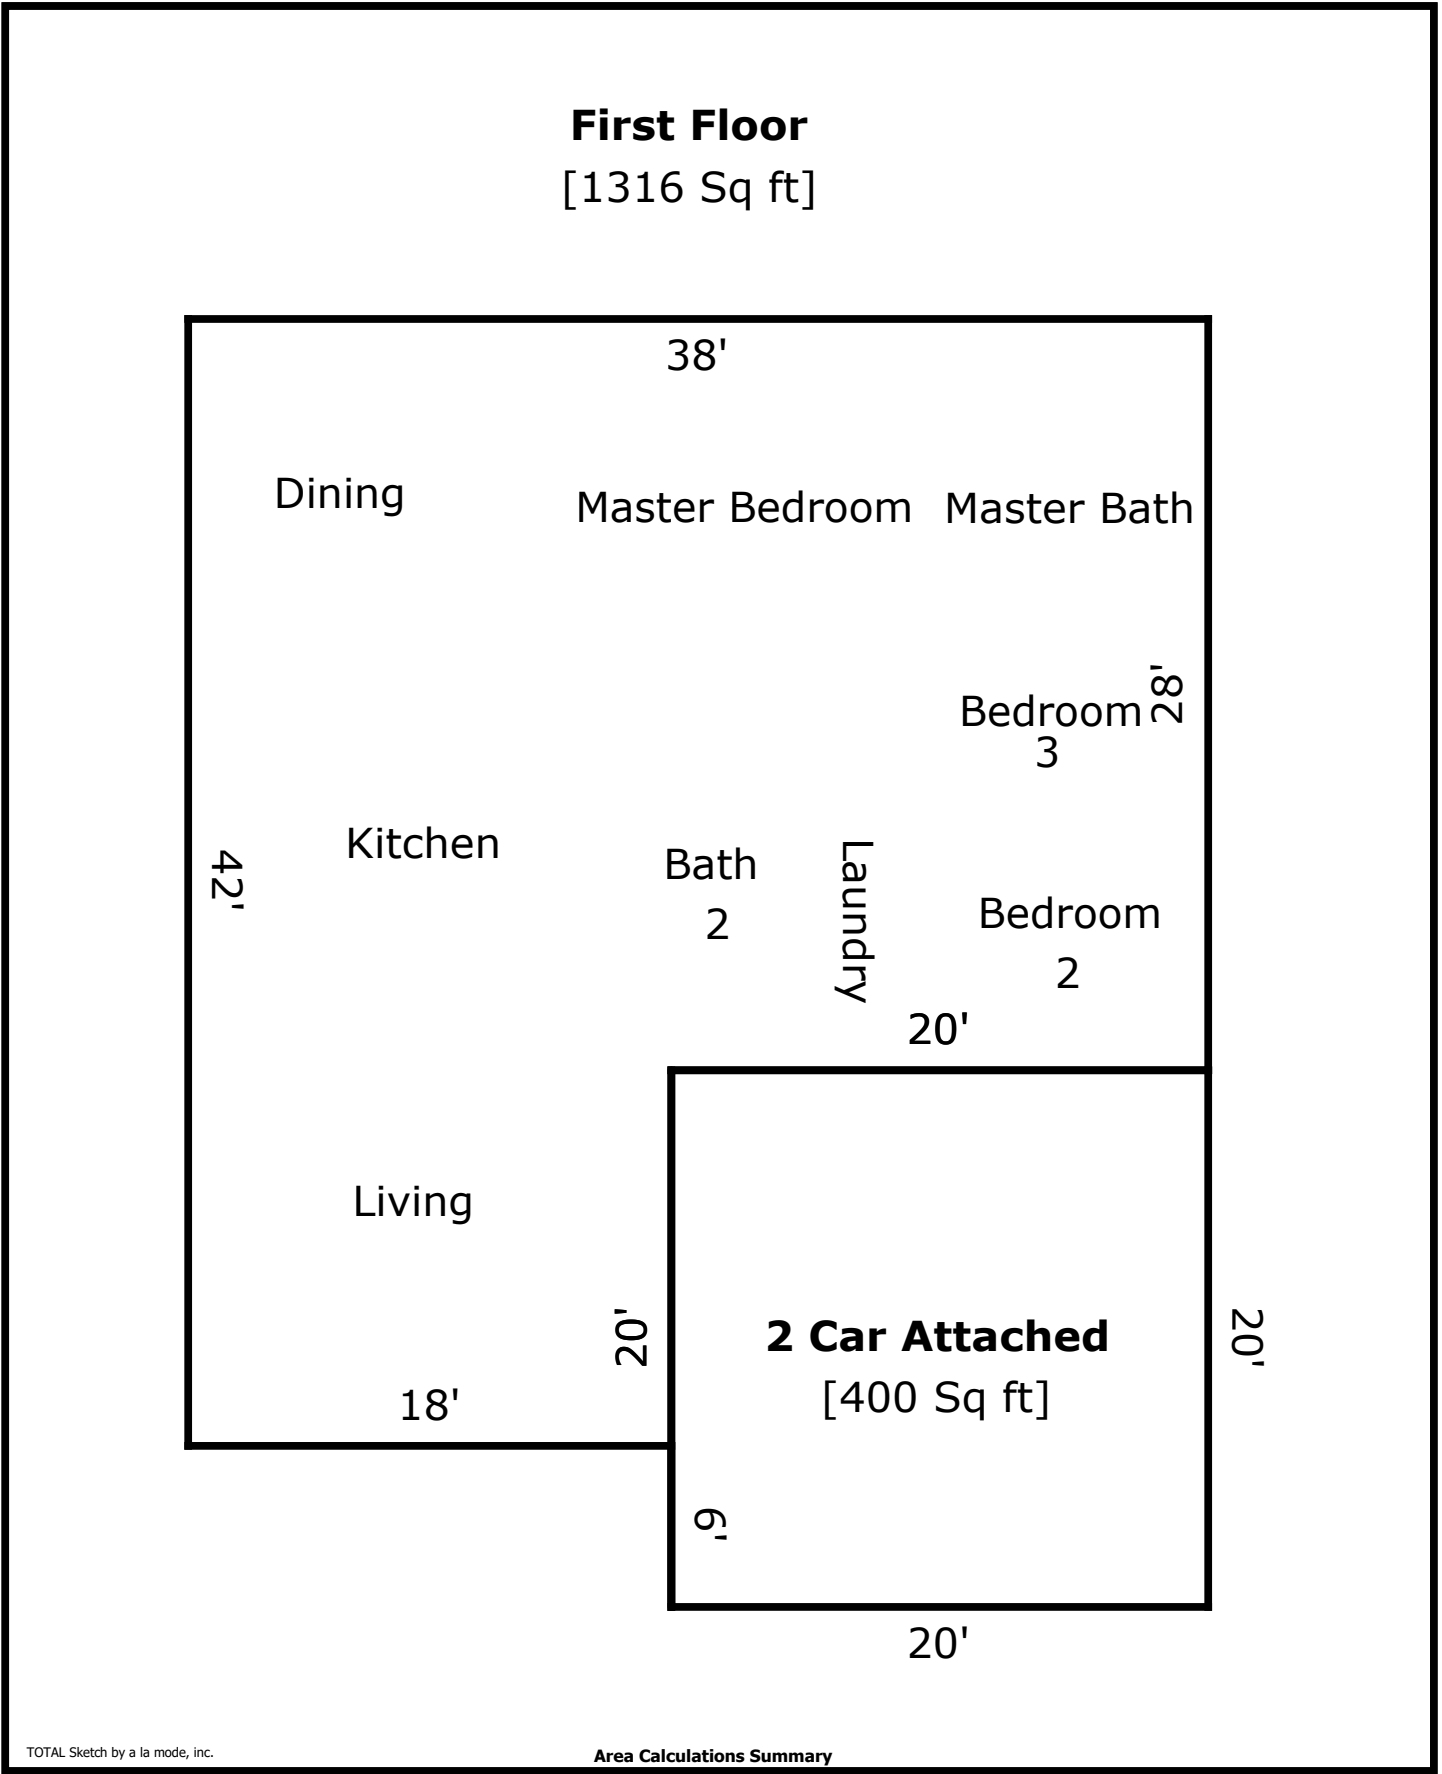 First Floor
[1316 Sq ft]
38'
Dining
Master Bedroom
Master Bath
28'
Bedroom
3
42'
Kitchen
Bath
2
Laundry
Bedroom
2
20'
Living
20'
2 Car Attached
[400 Sq ft]
20'
18'
6'
20'
TOTAL Sketch by a la mode, inc.
Area Calculations Summary